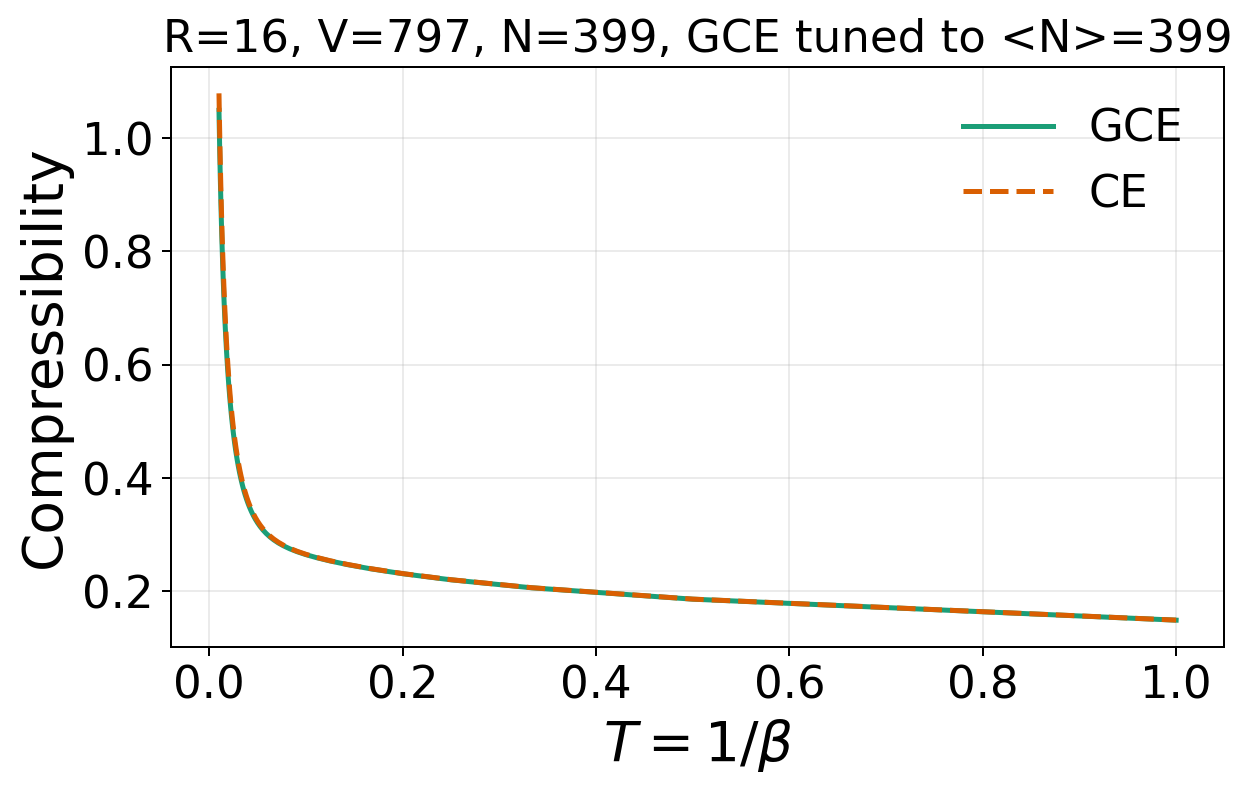 R=16, V=797, N=399, GCE tuned to <N>=399
GCE
CE
Compressibility
1.0
0.8
0.6
0.4
0.2
0.0 0.2 0.4 0.6 0.8 1.0
T = 1/β